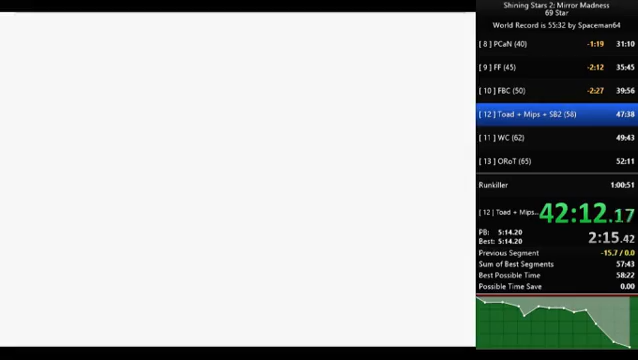 Shining Stars 2: Mirror Madness
69 Star
World Record is 55:32 by Spaceman64
[ 8 ] PCaN (40) -1:19 31:10
[ 9 ] FF (45) -2:12 35:45
[ 10 ] FBC (50) -2:27 39:56
[ 12 ] Toad + Mips + SB2 (58) 47:38
[ 11 ] WC (62) 49:43
[ 13 ] ORoT (65) 52:11
Runkiller 1:00:51
[ 12 ] Toad + Mips... 42:12.17
PB: 5:14.20
Best: 5:14.20 2:15.42
Previous Segment -15.7 / 0.0
Sum of Best Segments 57:43
Best Possible Time 58:22
Possible Time Save 0.00